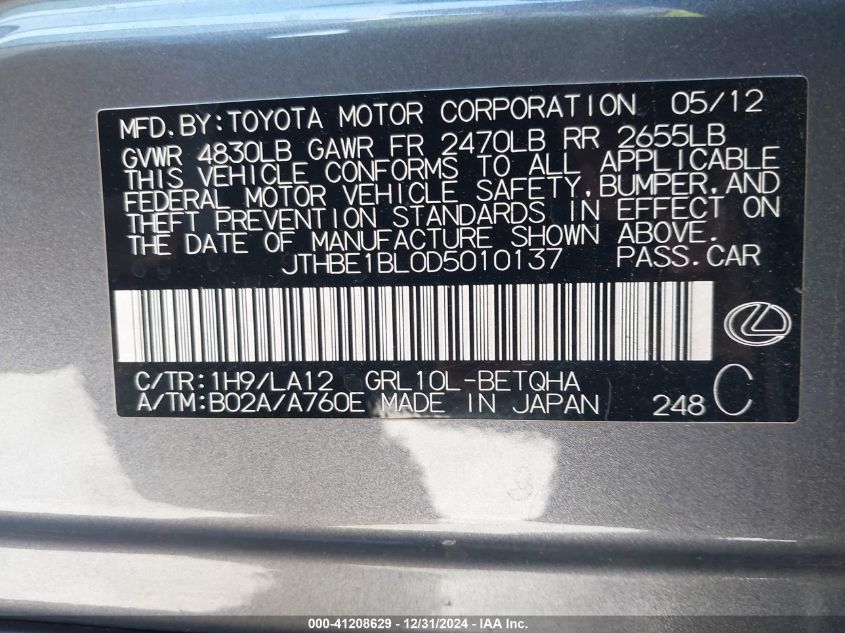 MFD. BY:TOYOTA MOTOR CORPORATION 05/12
GVWR 4830LB GAWR FR 2470LB RR 2655LB
THIS VEHICLE CONFORMS TO ALL APPLICABLE
FEDERAL MOTOR VEHICLE SAFETY,BUMPER,AND
THEFT PREVENTION STANDARDS IN EFFECT ON
THE DATE OF MANUFACTURE SHOWN ABOVE.
JTHBE1BL0D5010137 PASS.CAR
C/TR:1H9/LA12 GRL10L-BETQHA
A/TM:B02A/A760E MADE IN JAPAN 248 C
000-41208629 - 12/31/2024 - IAA Inc.